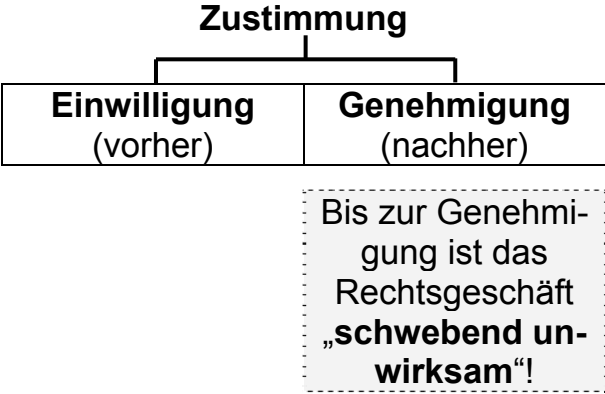 Zustimmung
Einwilligung
(vorher)
Genehmigung
(nachher)
Bis zur Genehmi-
gung ist das
Rechtsgeschäft
„schwebend un-
wirksam“!